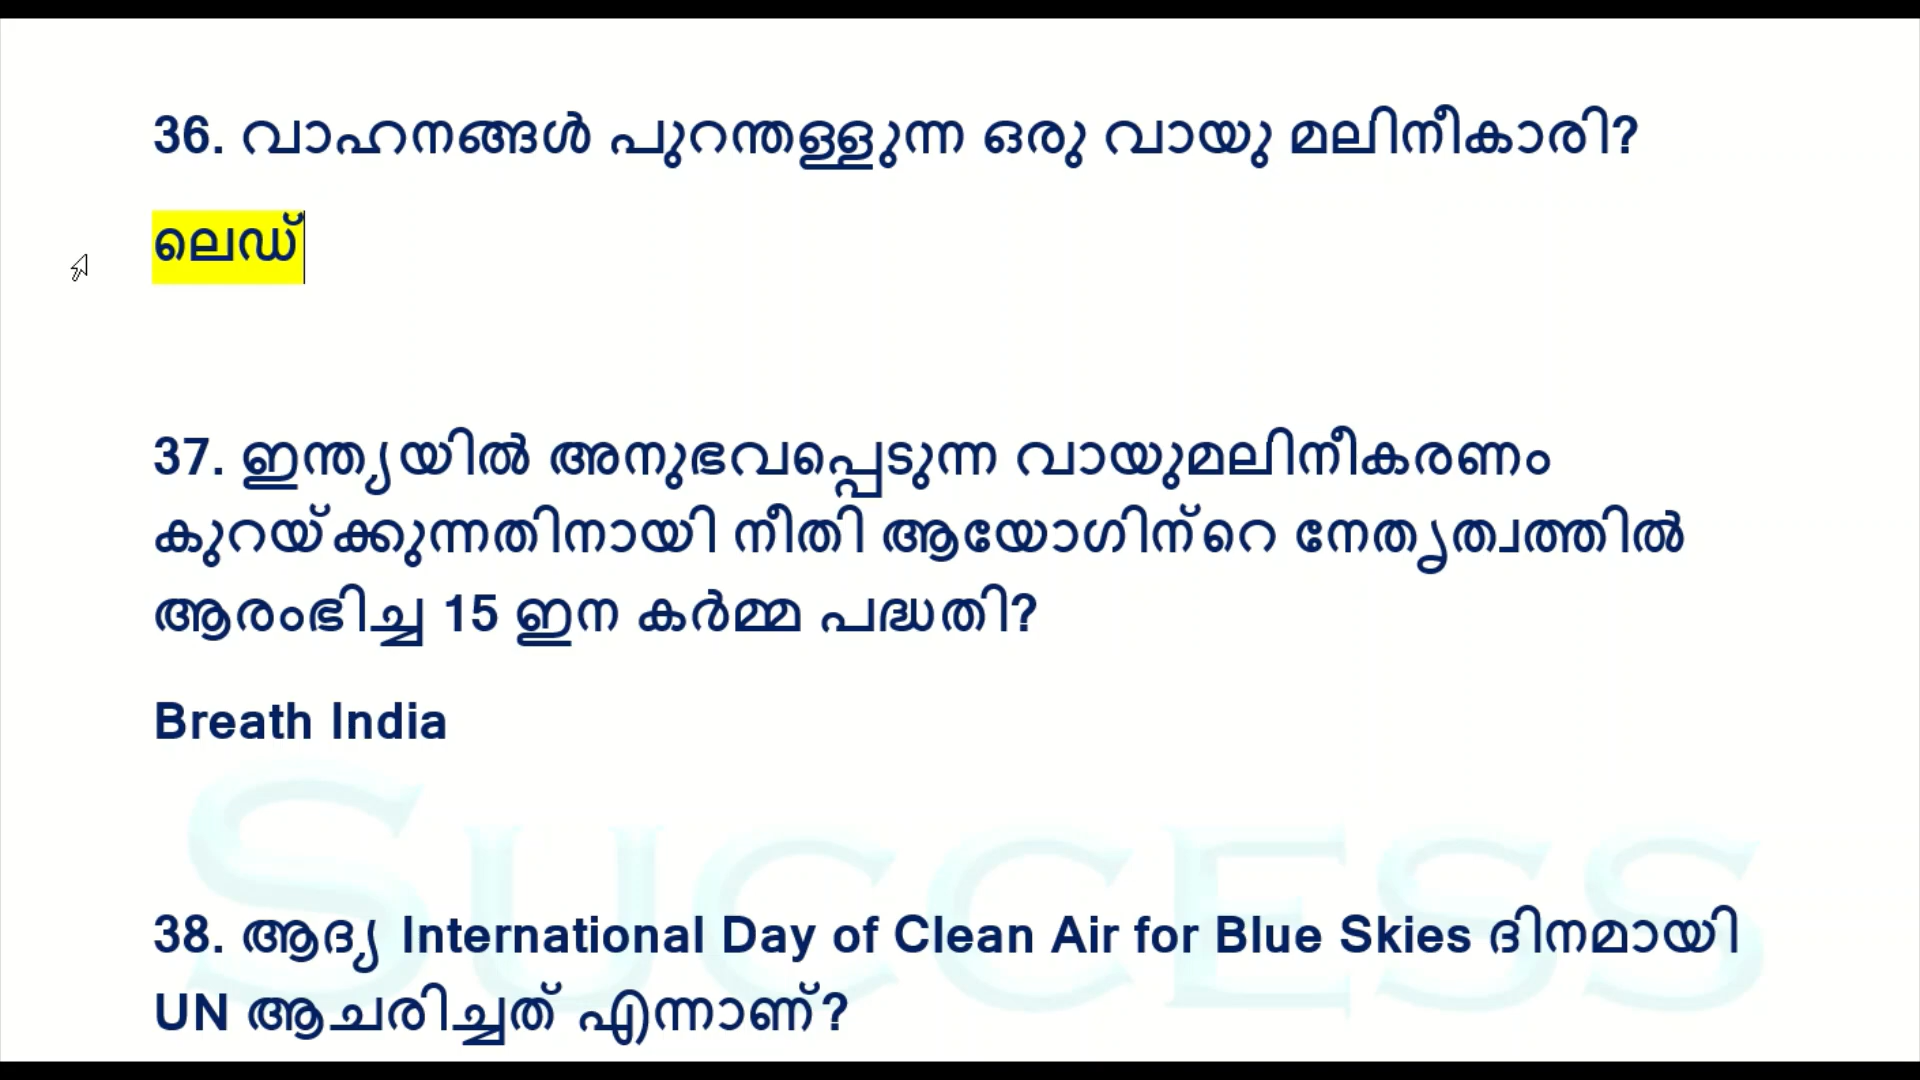 36. വാഹനങ്ങൾ പുറന്തള്ളുന്ന ഒരു വായു മലിനീകാരി?
ലെഡ്
37. ഇന്ത്യയിൽ അനുഭവപ്പെടുന്ന വായുമലിനീകരണം
കുറയ്ക്കുന്നതിനായി നീതി ആയോഗിന്റെ നേതൃത്വത്തിൽ
ആരംഭിച്ച 15 ഇന കർമ്മ പദ്ധതി?
Breath India
SUCCESS
38. ആദ്യ International Day of Clean Air for Blue Skies ദിനമായി
UN ആചരിച്ചത് എന്നാണ്?